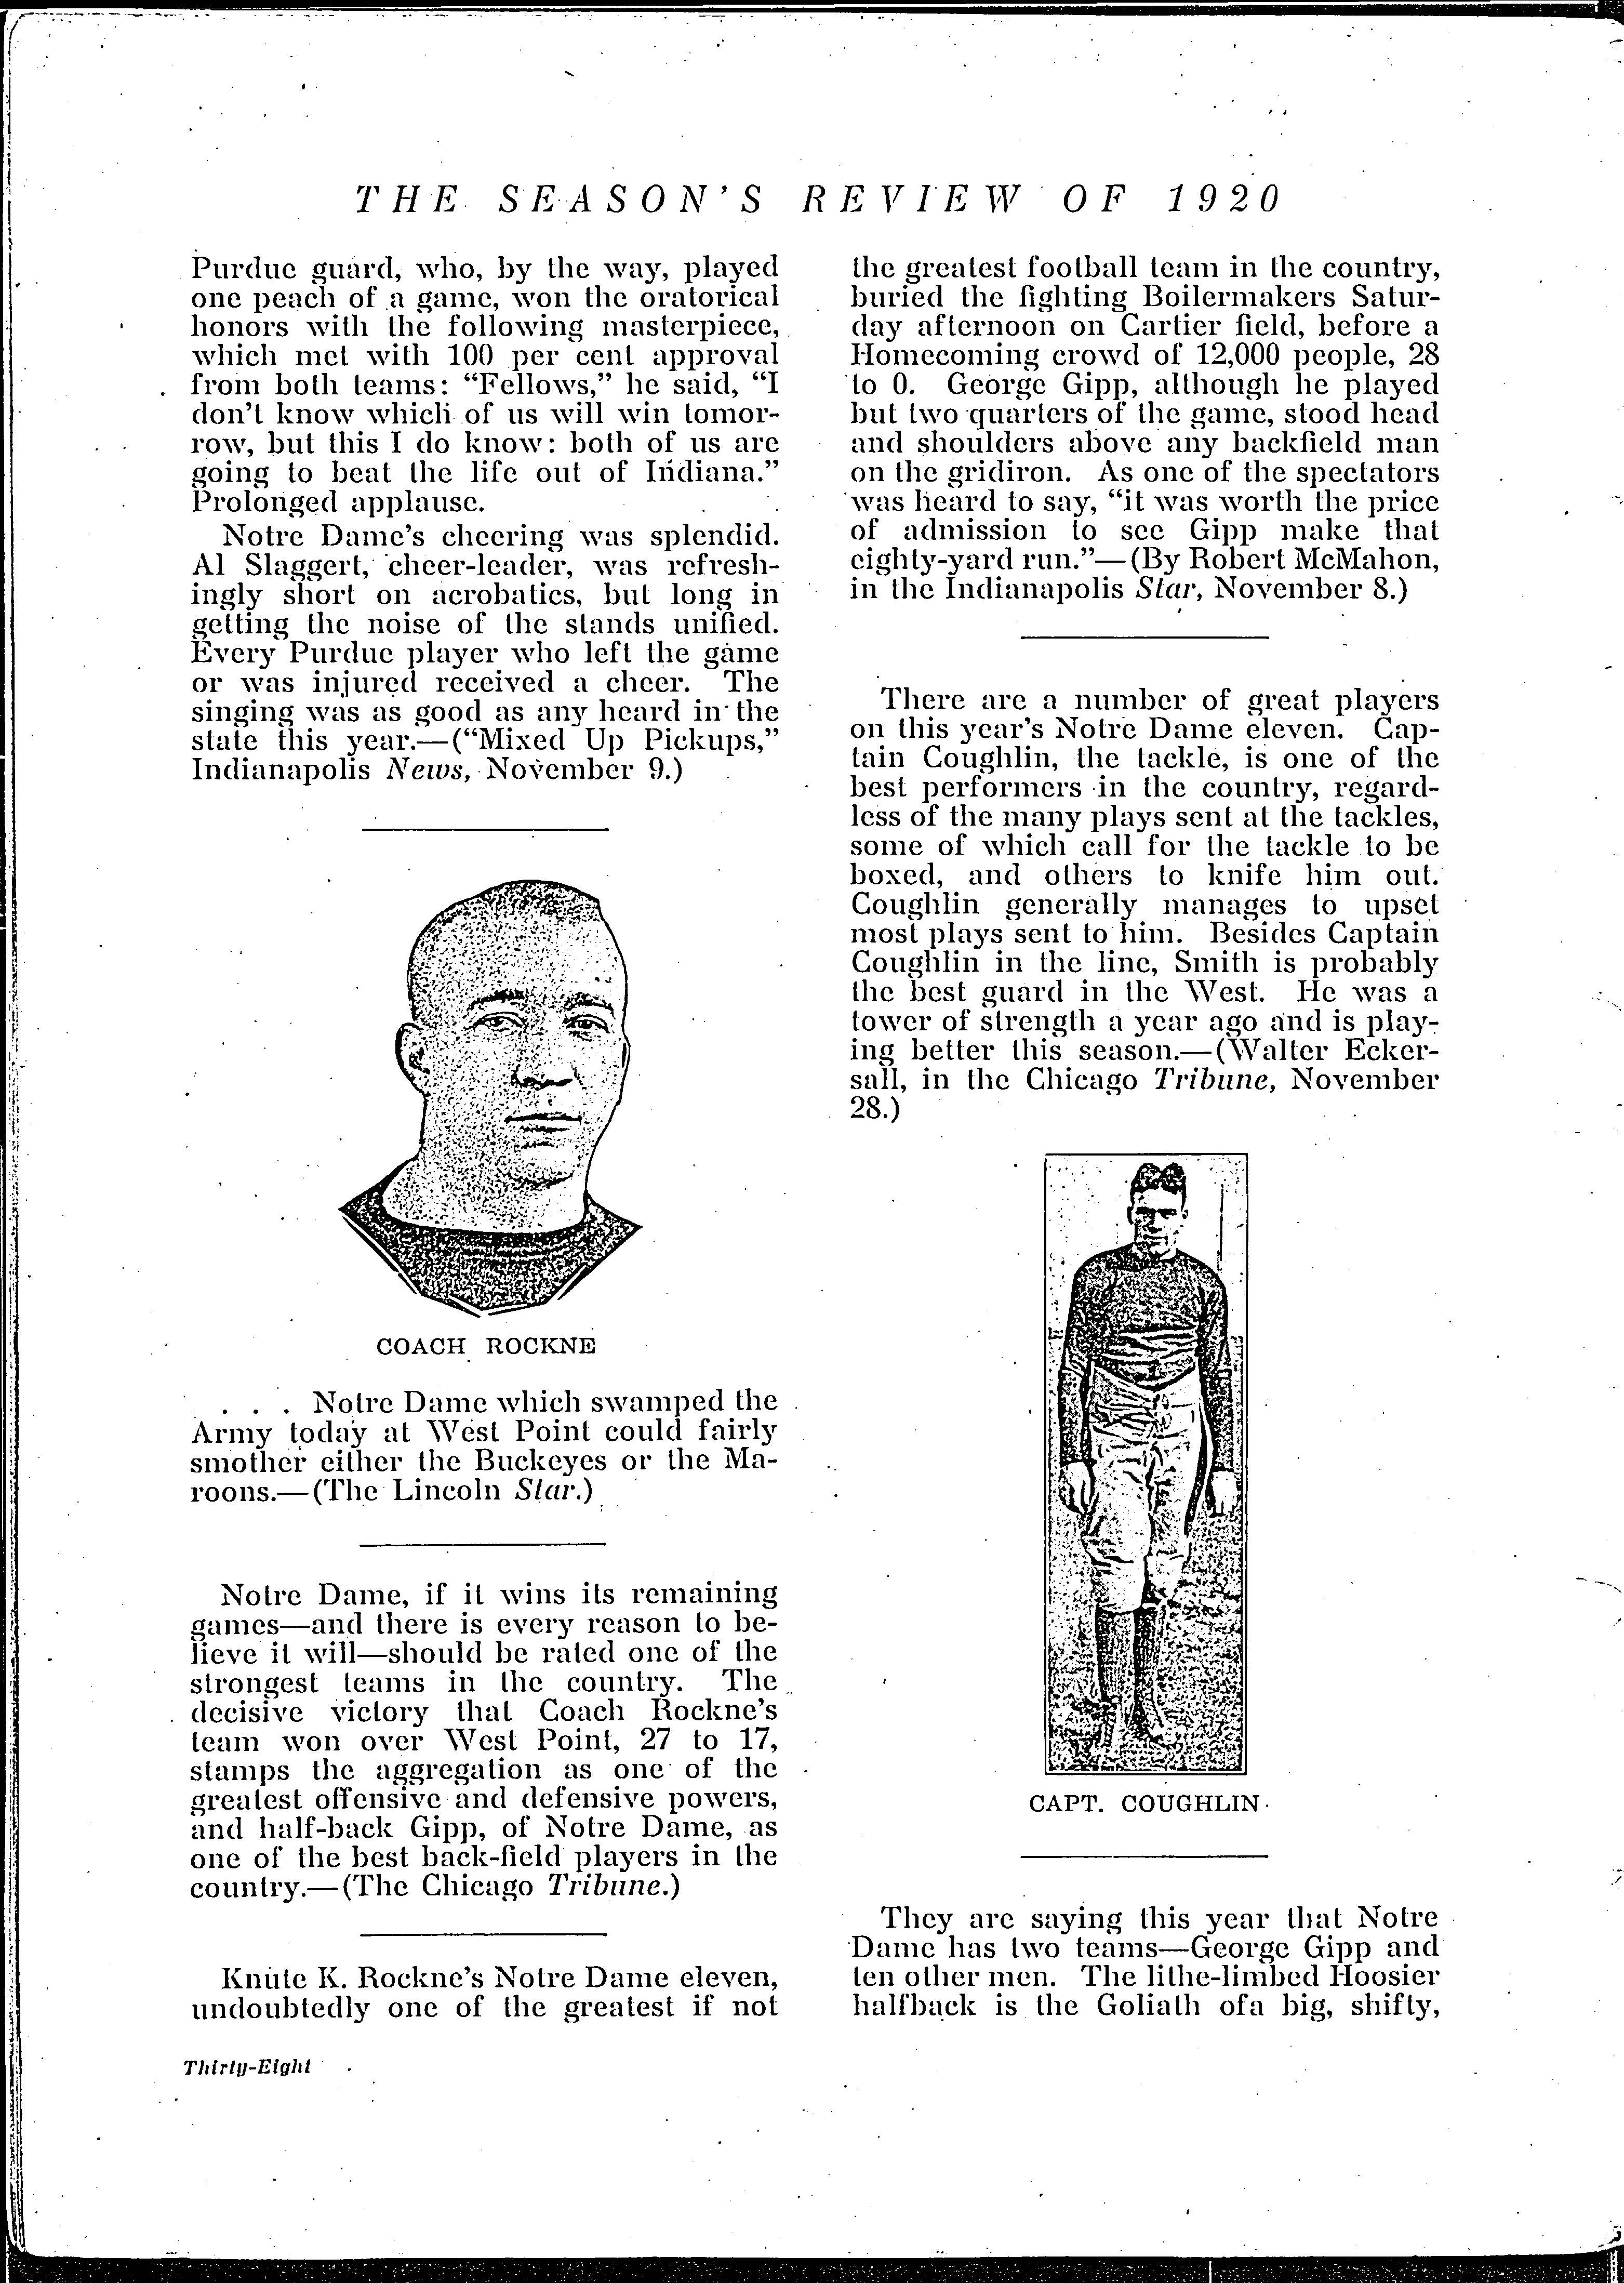 THE SEASON'S REVIEW OF 1920
Purdue guard, who, by the way, played
one peach of a game, won the oratorical
honors with the following masterpiece,
which met with 100 per cent approval
from both teams: “Fellows,” he said, “I
don't know which of us will win tomor-
row, but this I do know: both of us are
going to beat the life out of Indiana.”
Prolonged applause.
Notre Dame's cheering was splendid.
Al Slaggert, cheer-leader, was refresh-
ingly short on acrobatics, but long in
getting the noise of the stands unified.
Every Purdue player who left the game
or was injured received a cheer. The
singing was as good as any heard in the
state this year.—(“Mixed Up Pickups,”
Indianapolis News, November 9.)
COACH ROCKNE
. . . Notre Dame which swamped the
Army today at West Point could fairly
smother either the Buckeyes or the Ma-
roons.—(The Lincoln Star.)
Notre Dame, if it wins its remaining
games—and there is every reason to be-
lieve it will—should be rated one of the
strongest teams in the country. The
decisive victory that Coach Rockne's
team won over West Point, 27 to 17,
stamps the aggregation as one of the
greatest offensive and defensive powers,
and half-back Gipp, of Notre Dame, as
one of the best back-field players in the
country.—(The Chicago Tribune.)
Knute K. Rockne's Notre Dame eleven,
undoubtedly one of the greatest if not
Thirty-Eight
the greatest football team in the country,
buried the fighting Boilermakers Satur-
day afternoon on Cartier field, before a
Homecoming crowd of 12,000 people, 28
to 0. George Gipp, although he played
but two quarters of the game, stood head
and shoulders above any backfield man
on the gridiron. As one of the spectators
was heard to say, “it was worth the price
of admission to see Gipp make that
eighty-yard run.”—(By Robert McMahon,
in the Indianapolis Star, November 8.)
There are a number of great players
on this year's Notre Dame eleven. Cap-
tain Coughlin, the tackle, is one of the
best performers in the country, regard-
less of the many plays sent at the tackles,
some of which call for the tackle to be
boxed, and others to knife him out.
Coughlin generally manages to upset
most plays sent to him. Besides Captain
Coughlin in the line, Smith is probably
the best guard in the West. He was a
tower of strength a year ago and is play-
ing better this season.—(Walter Ecker-
sall, in the Chicago Tribune, November
28.)
CAPT. COUGHLIN
They are saying this year that Notre
Dame has two teams—George Gipp and
ten other men. The lithe-limbed Hoosier
halfback is the Goliath ofa big, shifty,